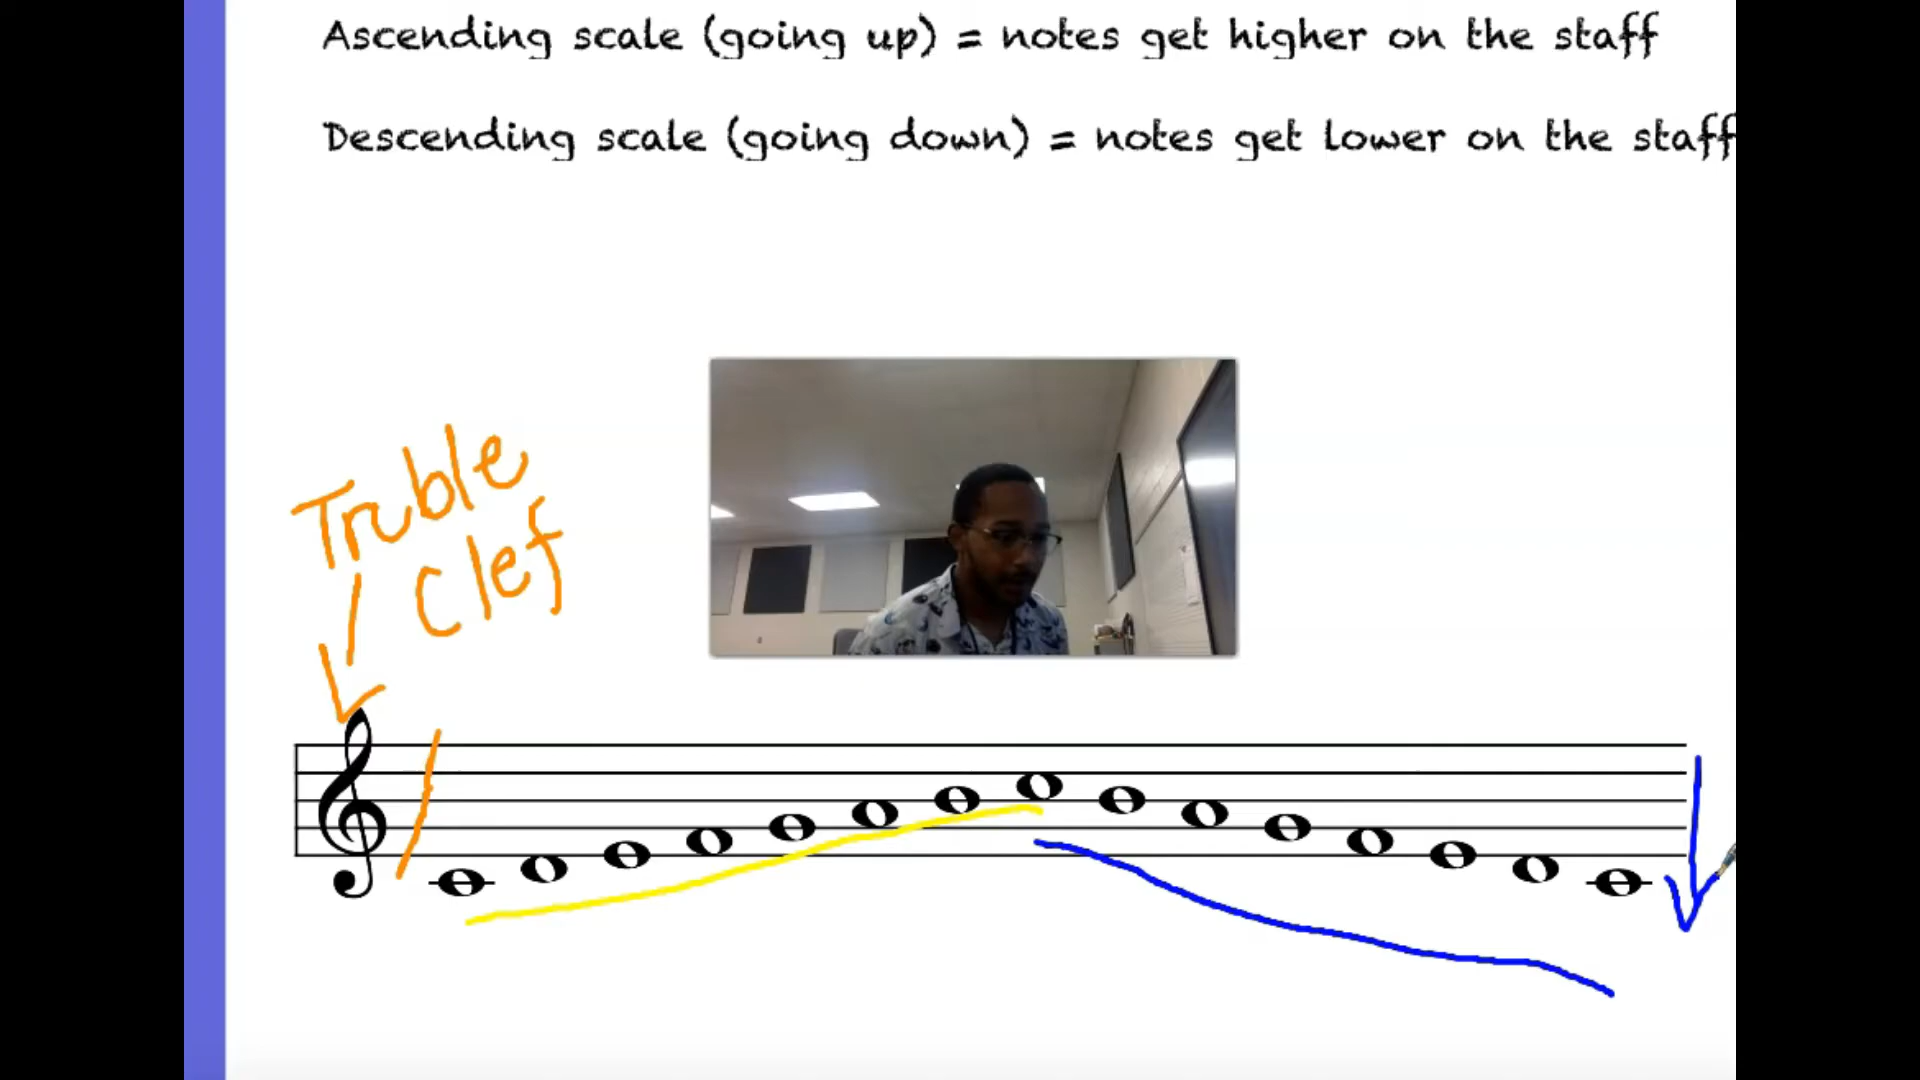 Ascending scale (going up) = notes get higher on the staff
Descending scale (going down) = notes get lower on the staff
Truble
Clef